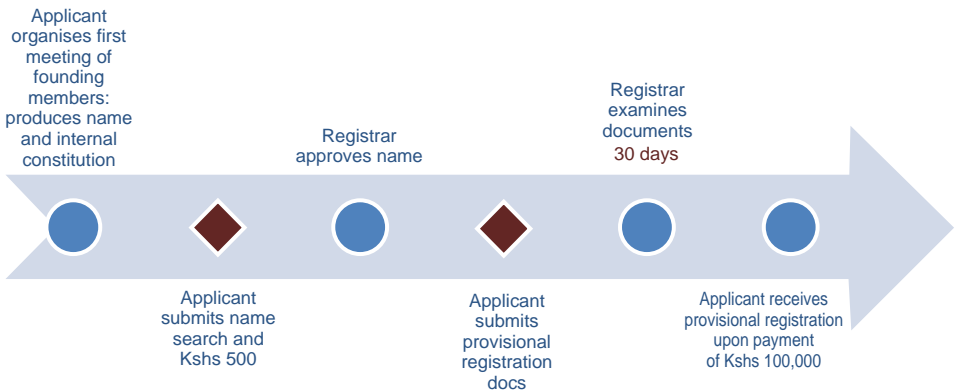 Applicant
organises first
meeting of
founding
members:
produces name
and internal
constitution
Applicant
submits name
search and
Kshs 500
Registrar
approves name
Applicant
submits
provisional
registration
docs
Registrar
examines
documents
30 days
Applicant receives
provisional registration
upon payment
of Kshs 100,000